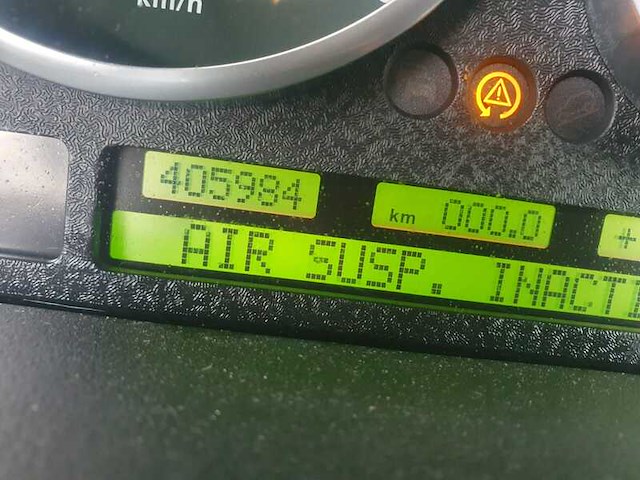 km/h
405984
km 000.0
+
AIR SUSP. INACTI